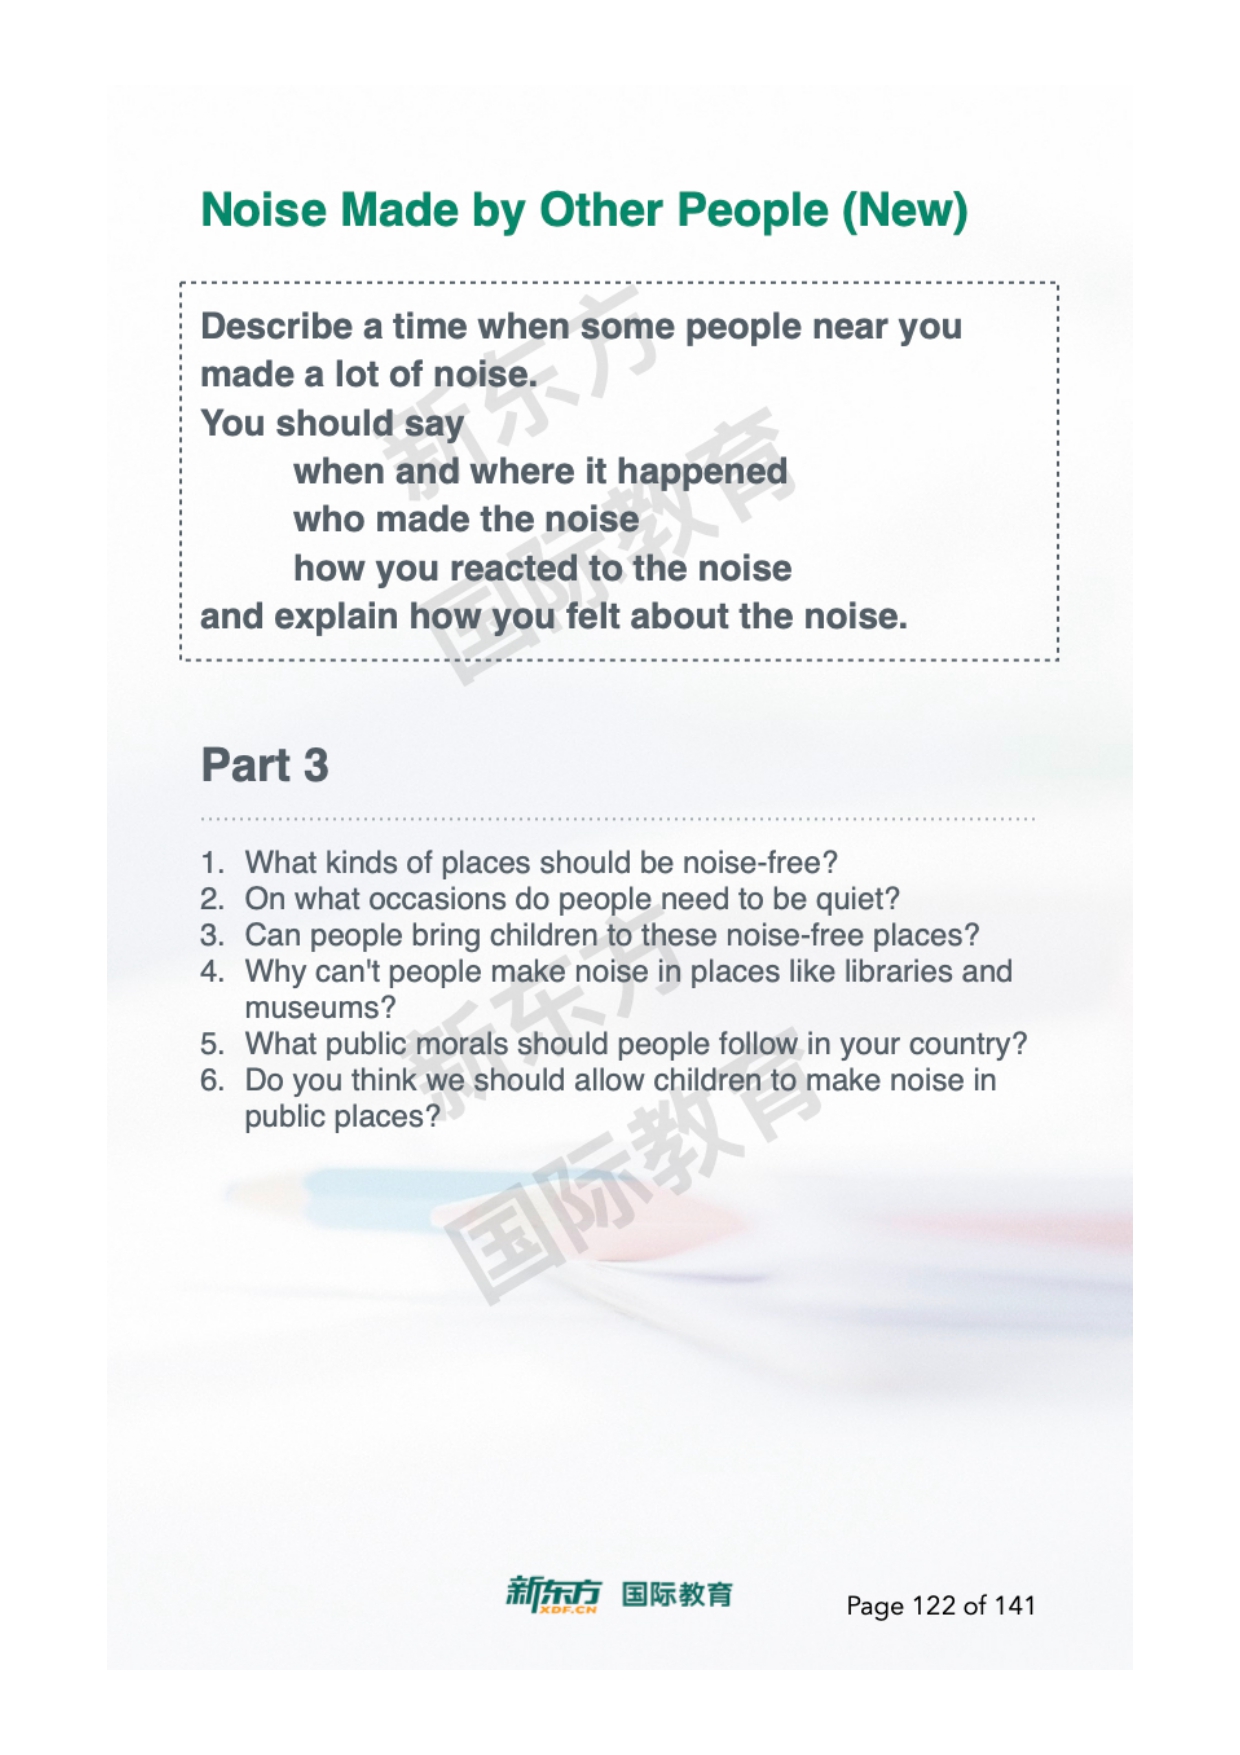 Noise Made by Other People (New)
Describe a time when some people near you
made a lot of noise.
You should say
when and where it happened
who made the noise
how you reacted to the noise
and explain how you felt about the noise.
新东方
国际教育
Part 3
1. What kinds of places should be noise-free?
2. On what occasions do people need to be quiet?
3. Can people bring children to these noise-free places?
4. Why can't people make noise in places like libraries and
museums?
5. What public morals should people follow in your country?
6. Do you think we should allow children to make noise in
public places?
新东方
国际教育
新东方 国际教育
XDF.CN
Page 122 of 141